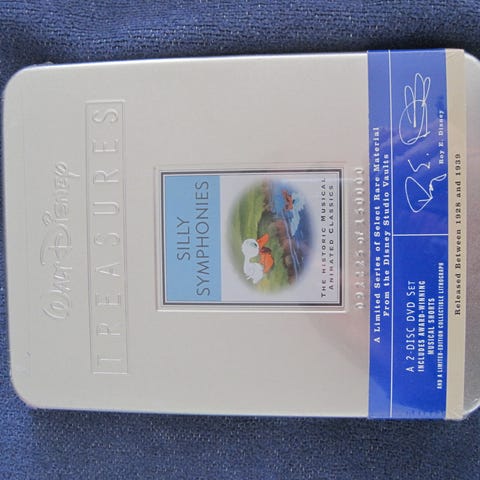 WALT DISNEY
TREASURES
SILLY
SYMPHONIES
THE HISTORIC MUSICAL
ANIMATED CLASSICS
A Limited Series of Select Rare Material
From the Disney Studio Vaults
Roy E. Disney
A 2-DISC DVD SET
INCLUDES AWARD-WINNING
MUSICAL SHORTS
AND A LIMITED-EDITION COLLECTIBLE LITHOGRAPH
Released Between 1928 and 1939